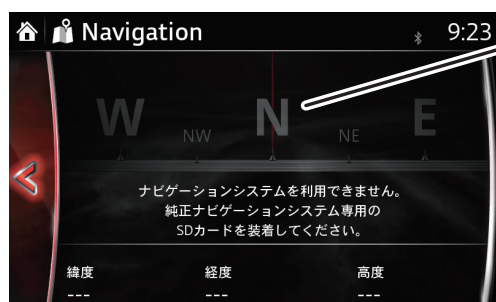 Navigation 9:23
W NW N NE E
ナビゲーションシステムを利用できません。
純正ナビゲーションシステム専用の
SDカードを装着してください。
緯度 経度 高度
--- --- ---